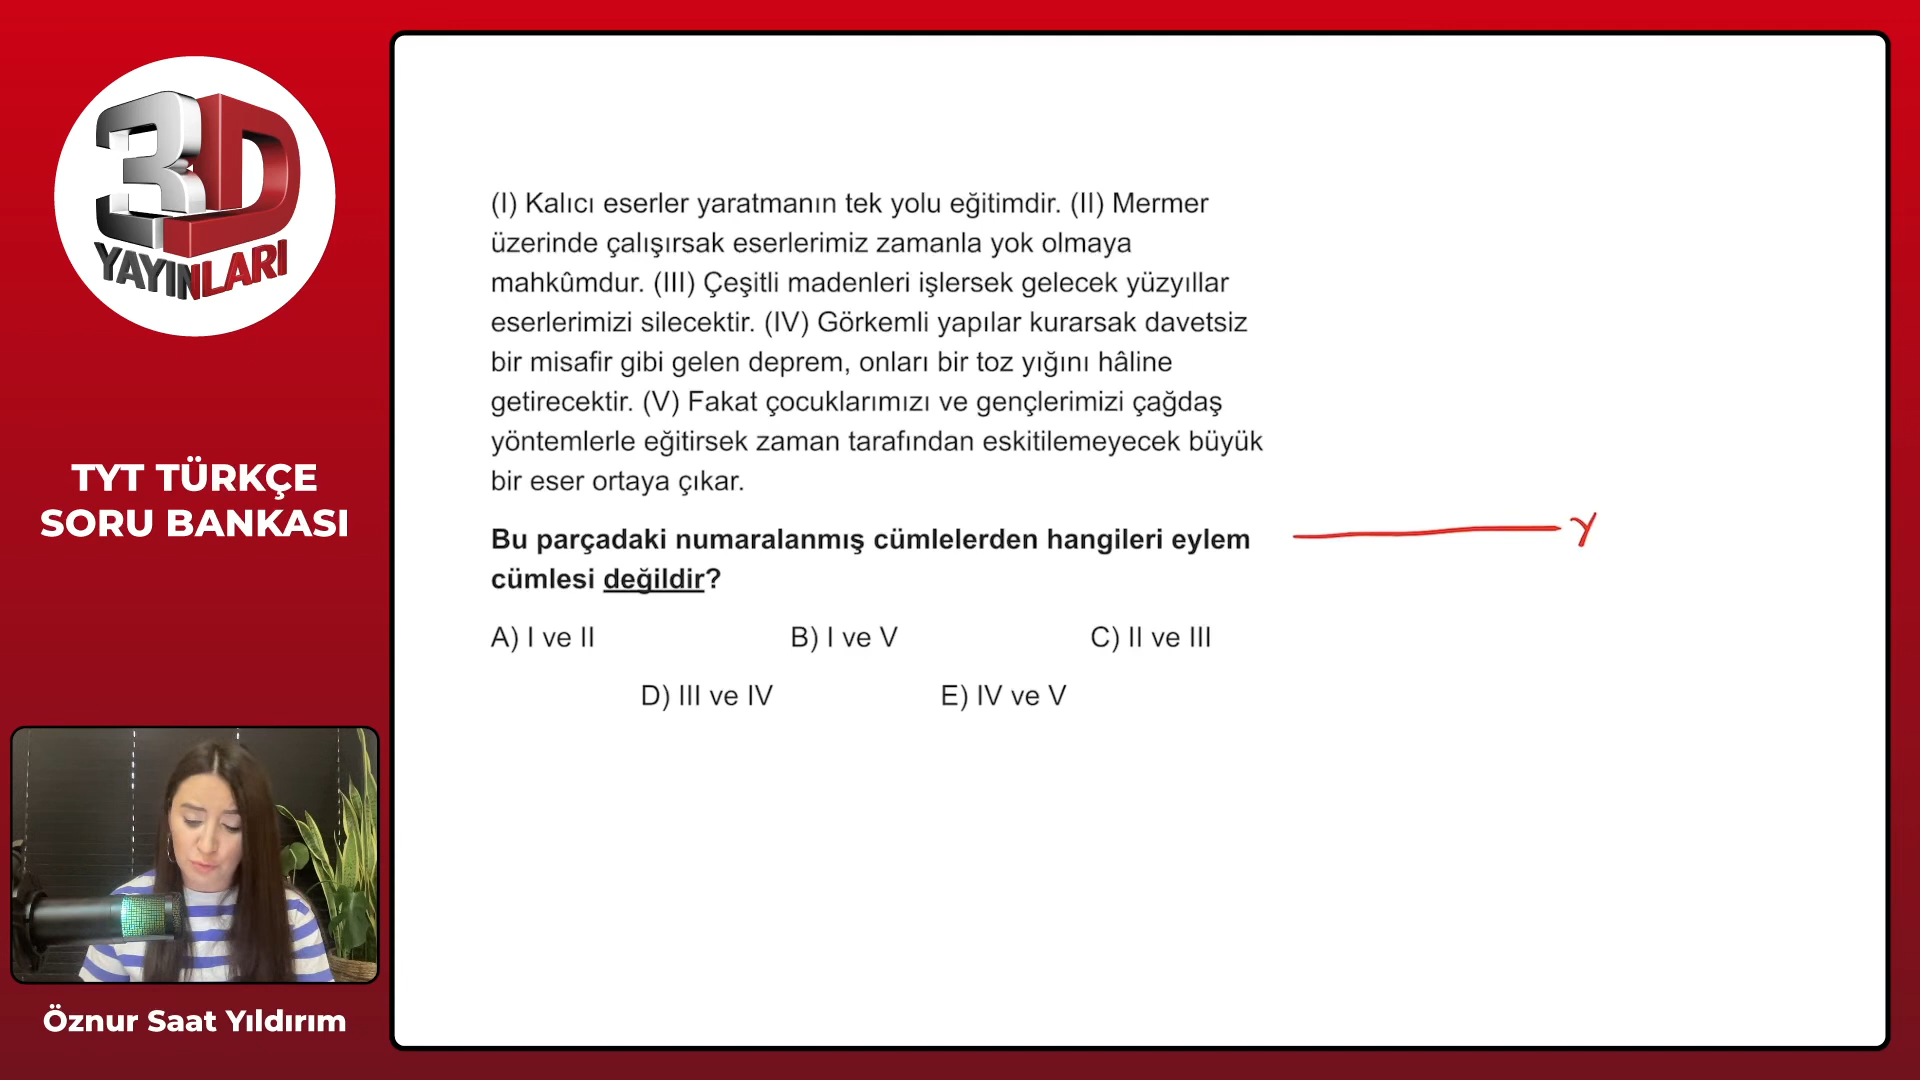 3D
YAYINLARI
TYT TÜRKÇE
SORU BANKASI
Öznur Saat Yıldırım
(I) Kalıcı eserler yaratmanın tek yolu eğitimdir. (II) Mermer
üzerinde çalışırsak eserlerimiz zamanla yok olmaya
mahkûmdur. (III) Çeşitli madenleri işlersek gelecek yüzyıllar
eserlerimizi silecektir. (IV) Görkemli yapılar kurarsak davetsiz
bir misafir gibi gelen deprem, onları bir toz yığını hâline
getirecektir. (V) Fakat çocuklarımızı ve gençlerimizi çağdaş
yöntemlerle eğitirsek zaman tarafından eskitilemeyecek büyük
bir eser ortaya çıkar.
Bu parçadaki numaralanmış cümlelerden hangileri eylem
cümlesi değildir?
A) I ve II B) I ve V C) II ve III
D) III ve IV E) IV ve V
y